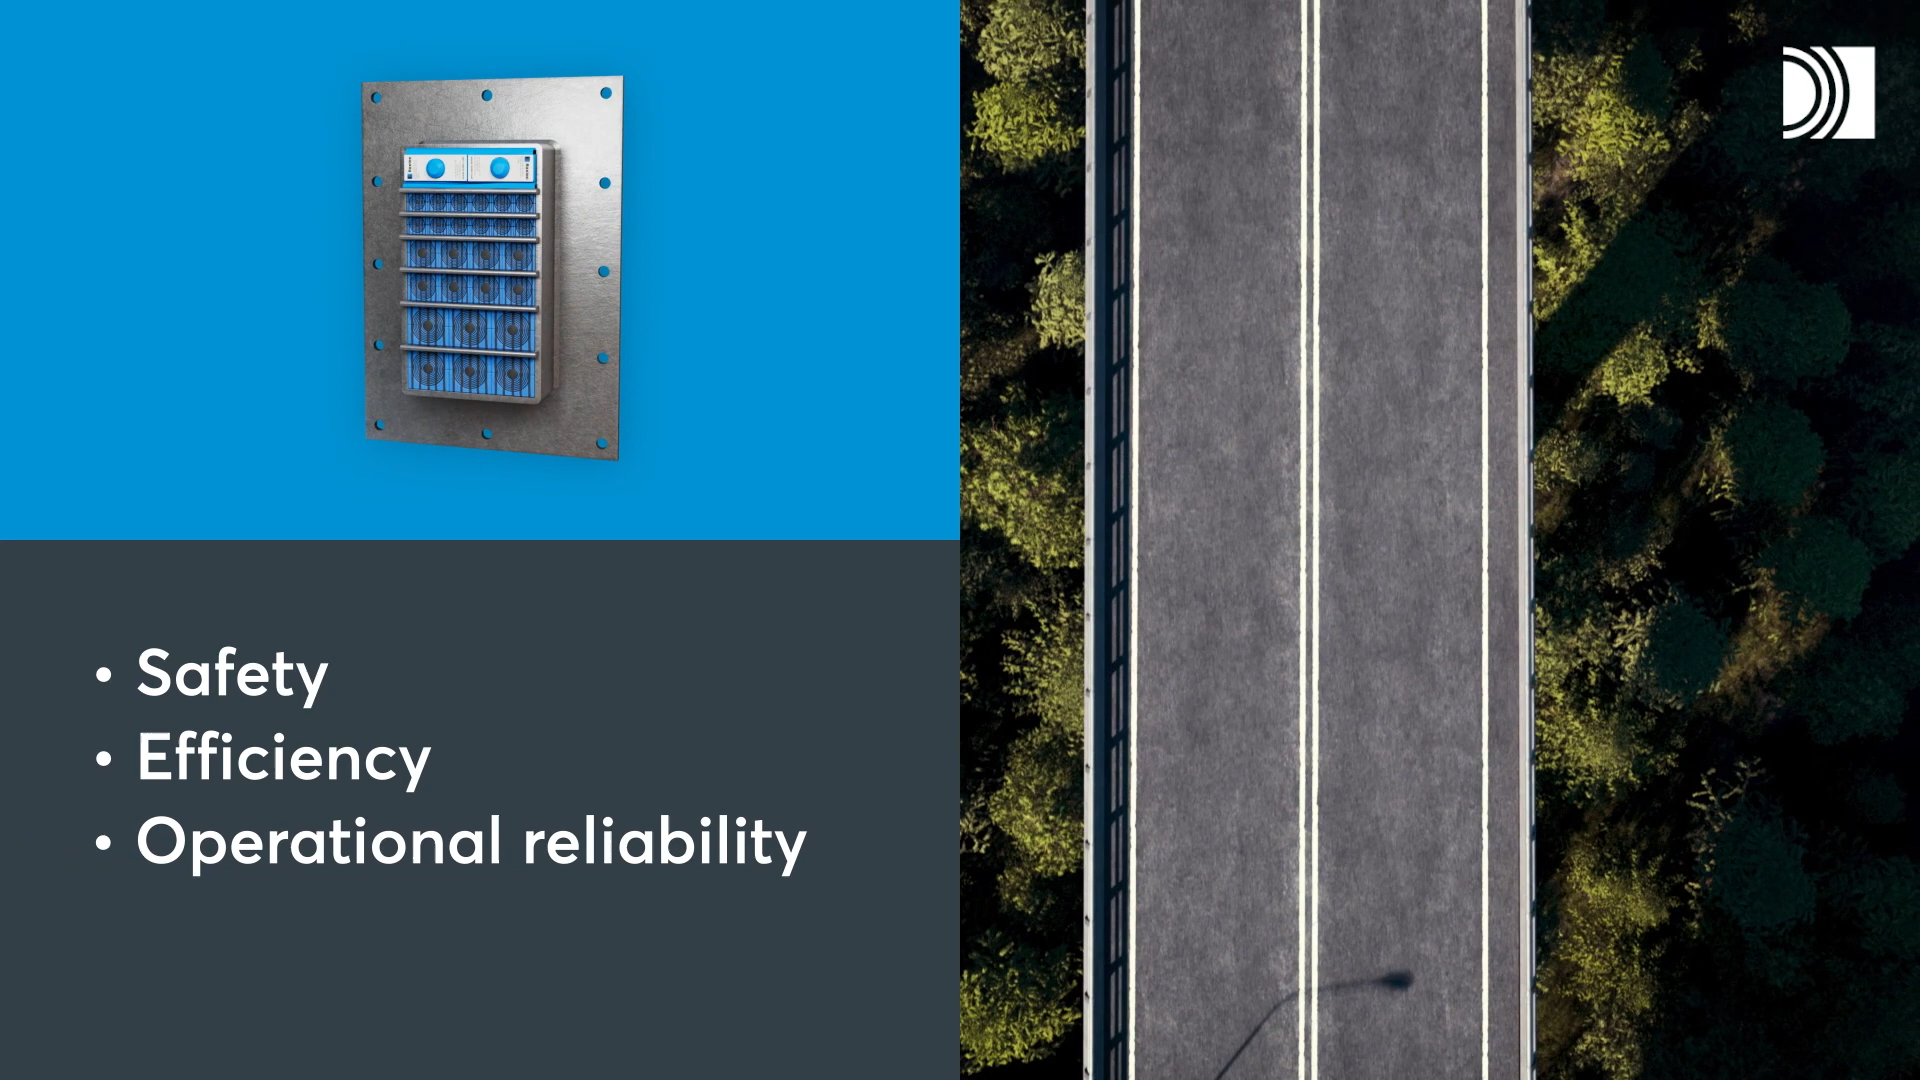 • Safety
• Efficiency
• Operational reliability